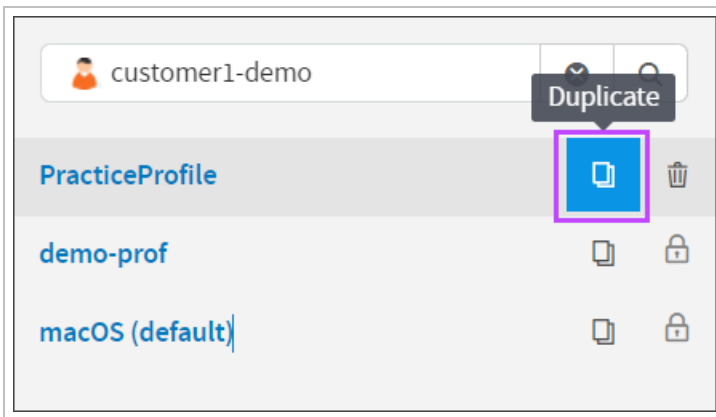 customer1-demo
Duplicate
PracticeProfile
demo-prof
macOS (default)